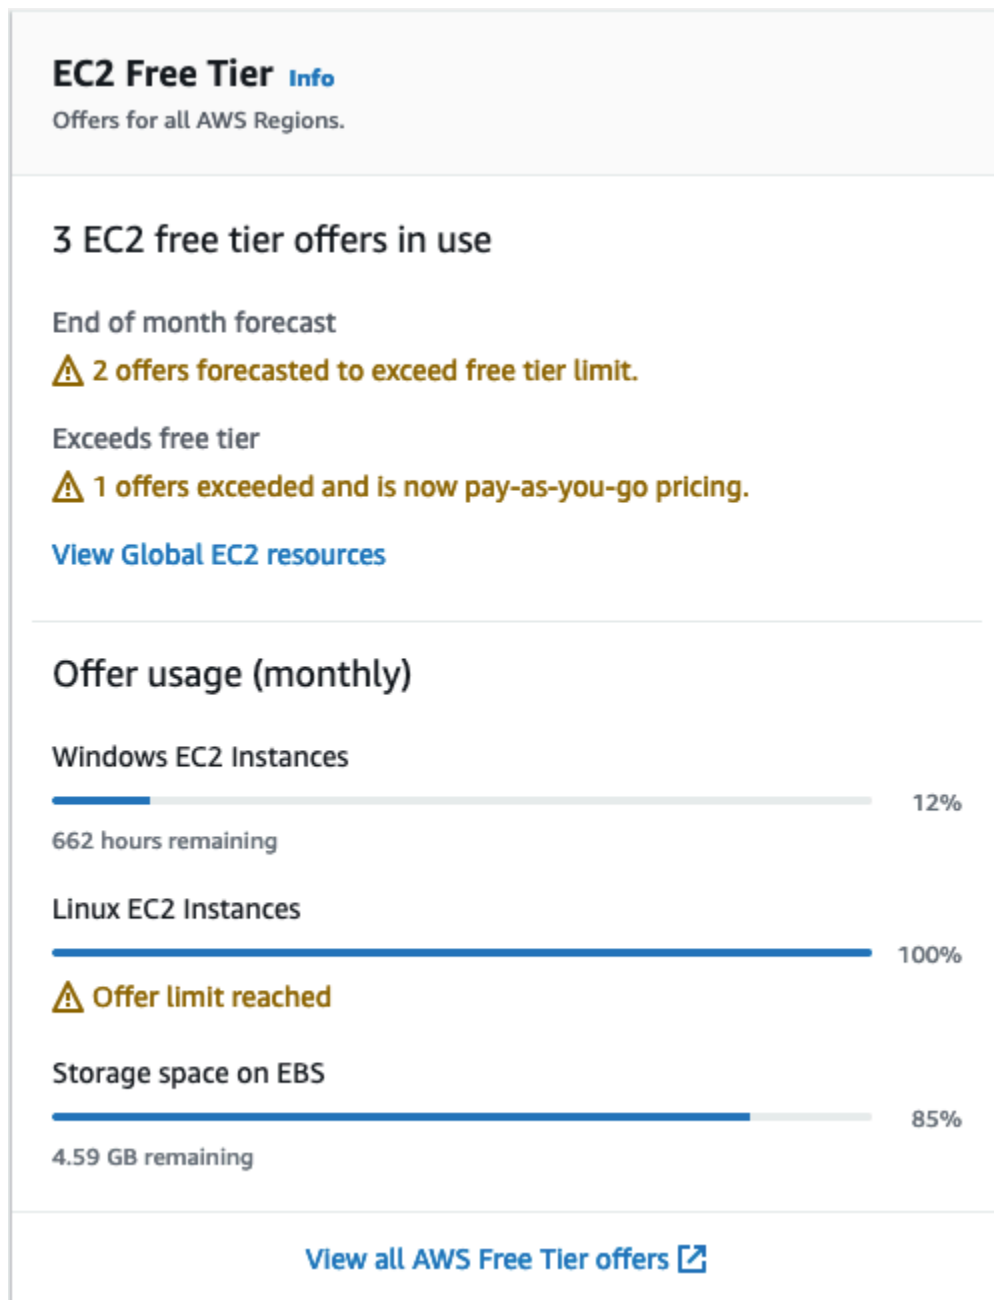 EC2 Free Tier Info
Offers for all AWS Regions.
3 EC2 free tier offers in use
End of month forecast
2 offers forecasted to exceed free tier limit.
Exceeds free tier
1 offers exceeded and is now pay-as-you-go pricing.
View Global EC2 resources
Offer usage (monthly)
Windows EC2 Instances
12%
662 hours remaining
Linux EC2 Instances
100%
Offer limit reached
Storage space on EBS
85%
4.59 GB remaining
View all AWS Free Tier offers